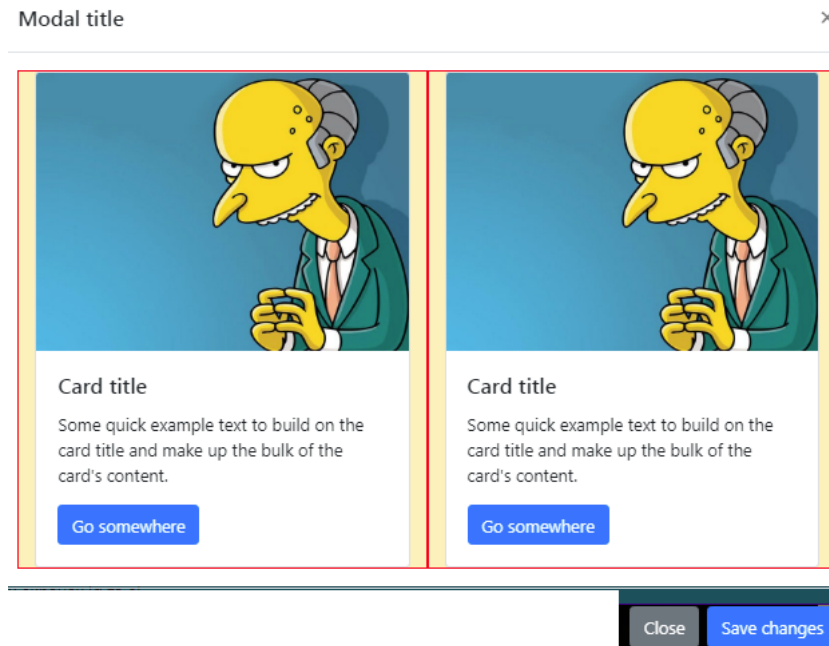 Modal title
×
Card title
Some quick example text to build on the
card title and make up the bulk of the
card's content.
Go somewhere
Card title
Some quick example text to build on the
card title and make up the bulk of the
card's content.
Go somewhere
Close
Save changes